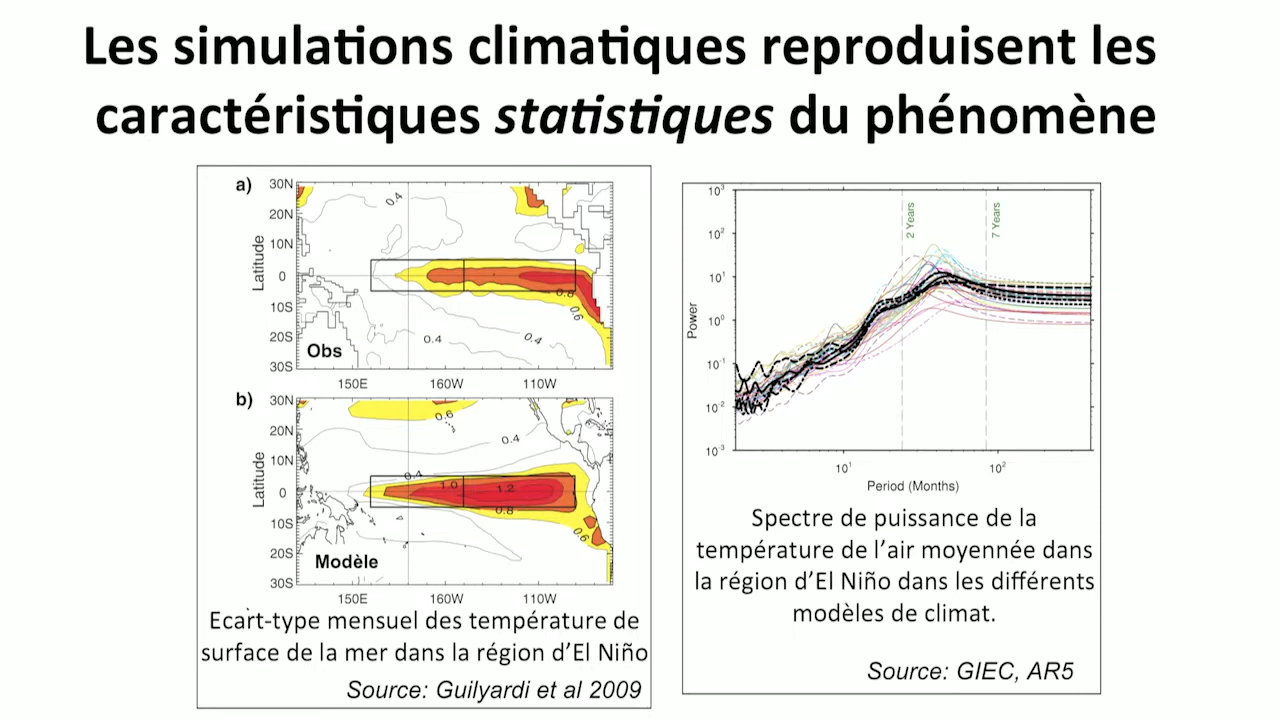 Les simulations climatiques reproduisent les
caractéristiques statistiques du phénomène
a)
30N
20N
10N
0
10S
20S
30S
Latitude
0.4
0.8
0.6
0.4
0.4
Obs
150E 160W 110W
b)
30N
20N
10N
0
10S
20S
30S
Latitude
0.6
0.4
0.4
1.0
1.2
0.8
0.6
Modèle
150E 160W 110W
Ecart-type mensuel des température de
surface de la mer dans la région d'El Niño
Source: Guilyardi et al 2009
10³
10²
10¹
10⁰
10⁻¹
10⁻²
10⁻³
Power
2 Years
7 Years
10¹ 10²
Period (Months)
Spectre de puissance de la
température de l'air moyennée dans
la région d'El Niño dans les différents
modèles de climat.
Source: GIEC, AR5